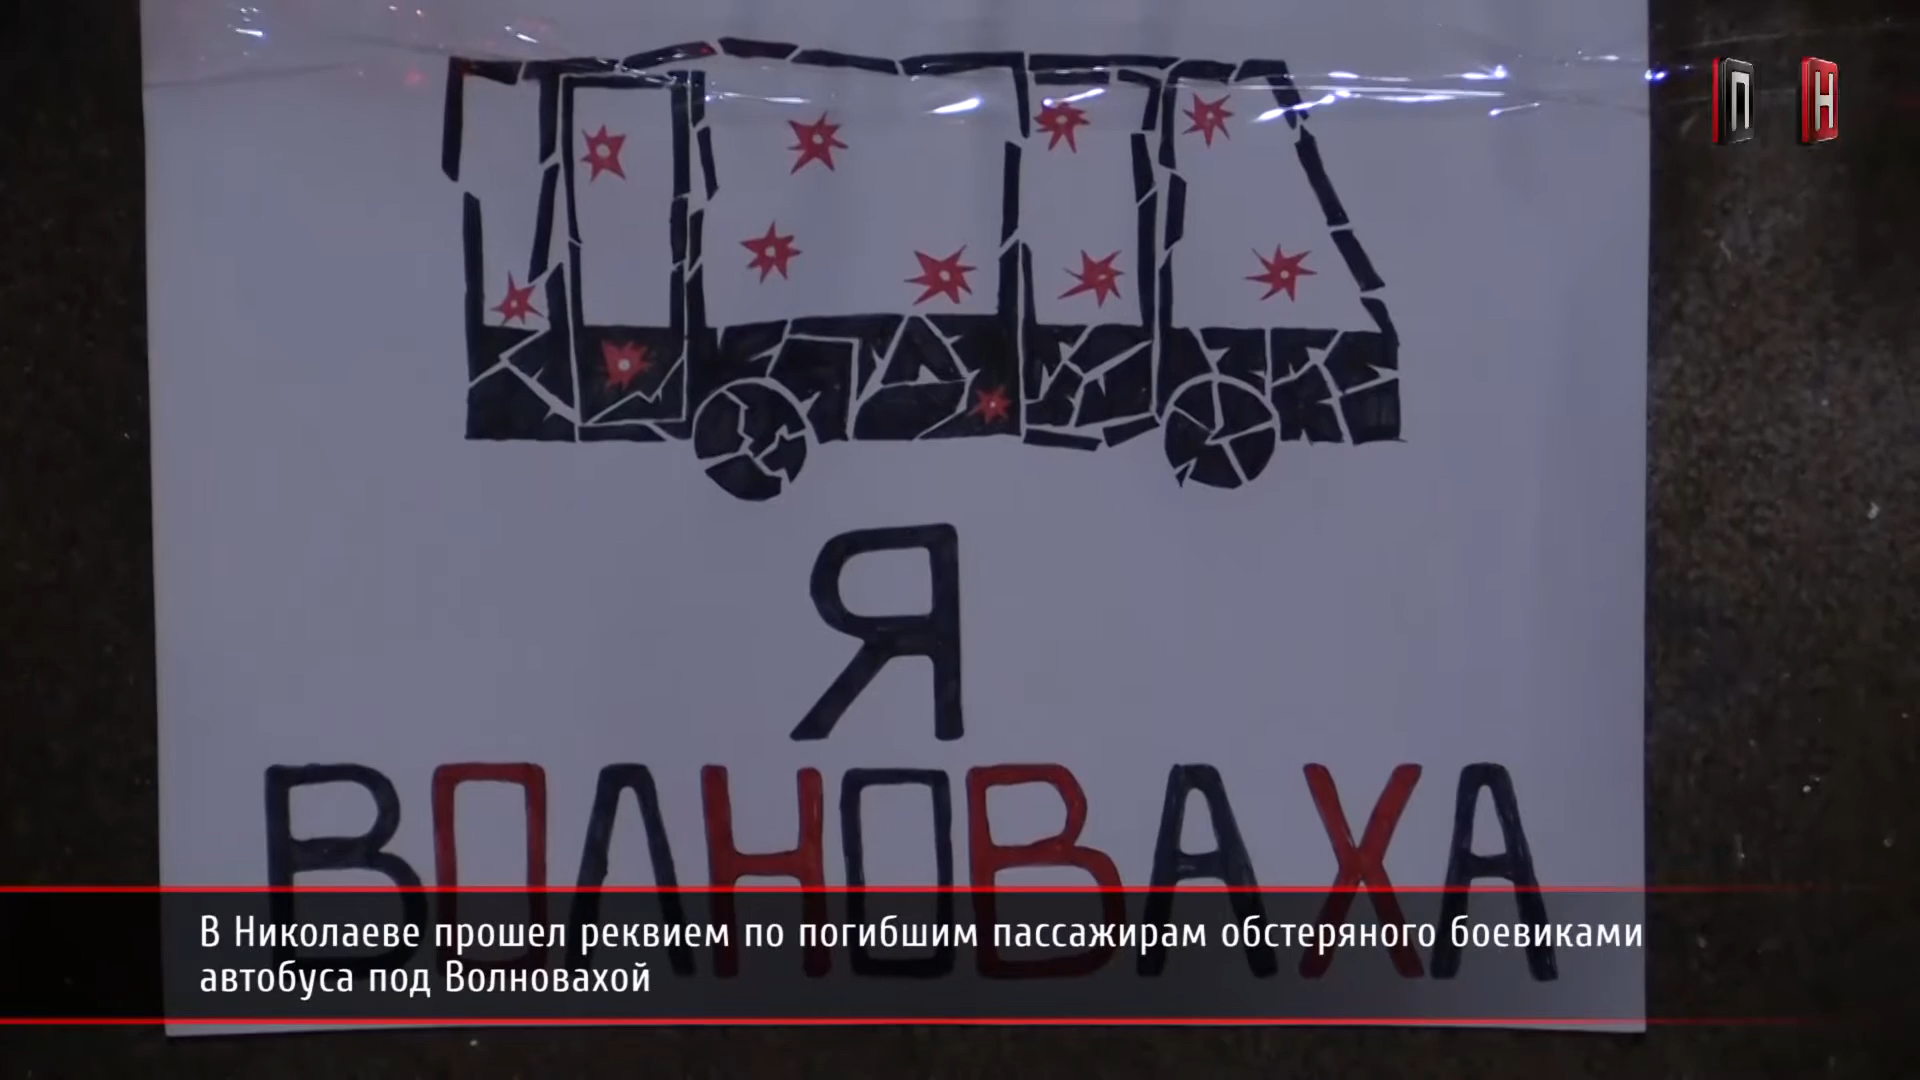 П Н
Я
ВОЛНОВАХА
В Николаеве прошел реквием по погибшим пассажирам обстеряного боевиками
автобуса под Волновахой